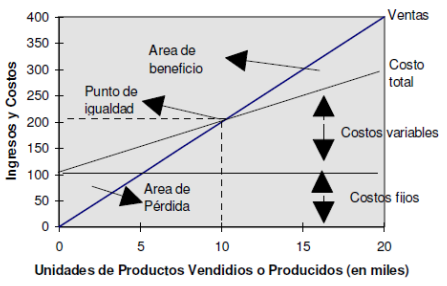 Ingresos y Costos
400
350
300
250
200
150
100
50
0
Area de
beneficio
Punto de
igualdad
Area de
Pérdida
Ventas
Costo
total
Costos variables
Costos fijos
0
5
10
15
20
Unidades de Productos Vendidios o Producidos (en miles)